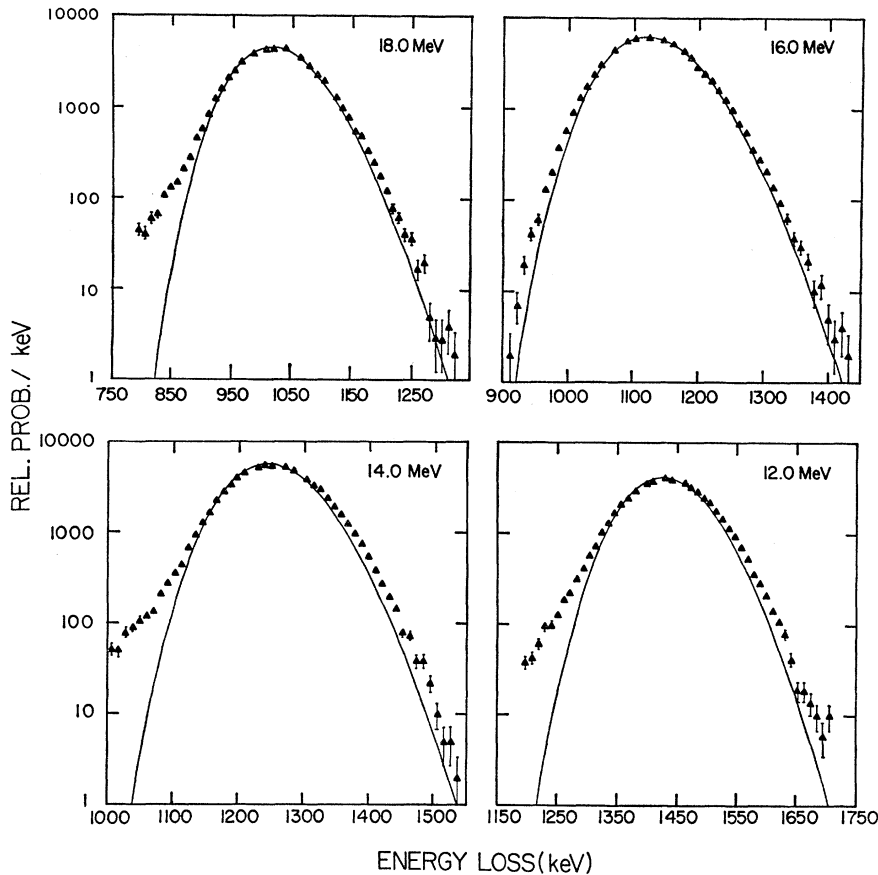 10000
1000
100
10
1
18.0 MeV
750 850 950 1050 1150 1250
16.0 MeV
900 1000 1100 1200 1300 1400
REL. PROB./ keV
10000
1000
100
10
1
14.0 MeV
1000 1100 1200 1300 1400 1500
12.0 MeV
1150 1250 1350 1450 1550 1650 1750
ENERGY LOSS(keV)